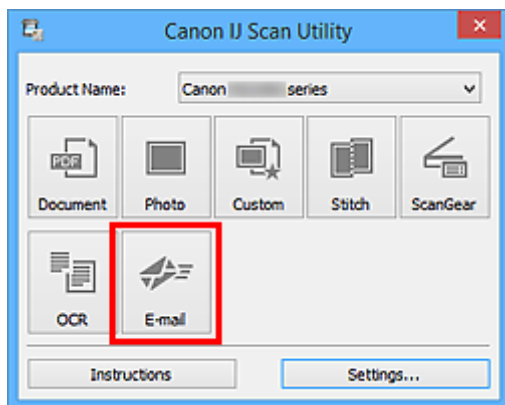 Canon IJ Scan Utility
Product Name: Canon series
PDF
Document Photo Custom Stitch ScanGear
OCR E-mail
Instructions Settings...